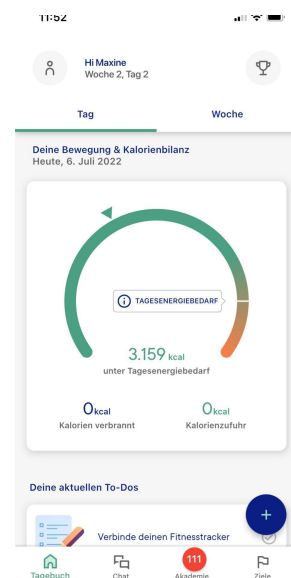 11:52
Hi Maxine
Woche 2, Tag 2
Tag
Woche
Deine Bewegung & Kalorienbilanz
Heute, 6. Juli 2022
TAGESENERGIEBEDARF
3.159 kcal
unter Tagesenergiebedarf
0kcal
Kalorien verbrannt
0kcal
Kalorienzufuhr
Deine aktuellen To-Dos
Verbinde deinen Fitnesstracker
111
Tagebuch
Chat
Akademie
Ziele